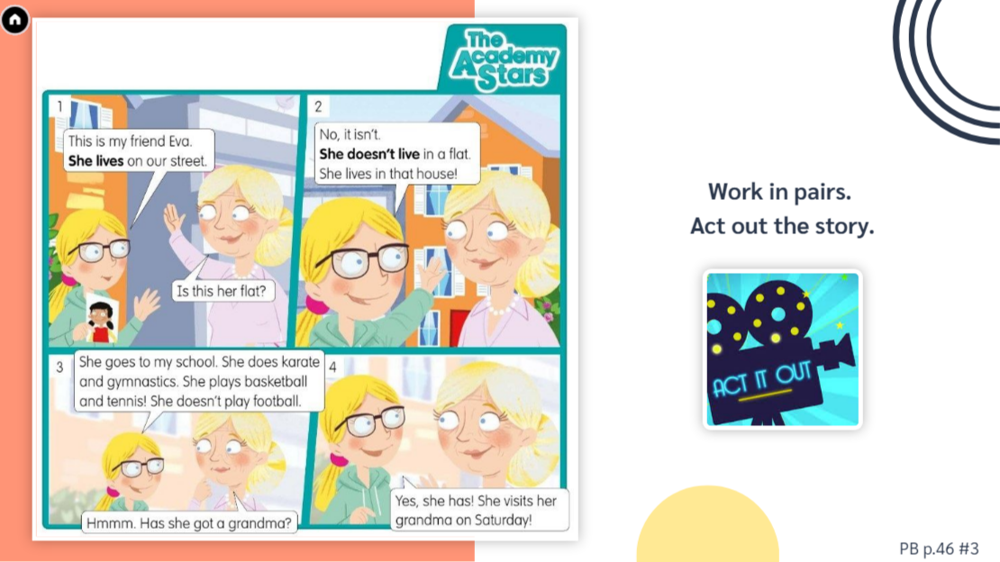 The
Academy
Stars
1
This is my friend Eva.
She lives on our street.
Is this her flat?
2
No, it isn't.
She doesn't live in a flat.
She lives in that house!
3
She goes to my school. She does karate
and gymnastics. She plays basketball
and tennis! She doesn't play football.
Hmmm. Has she got a grandma?
4
Yes, she has! She visits her
grandma on Saturday!
Work in pairs.
Act out the story.
ACT IT OUT
PB p.46 #3